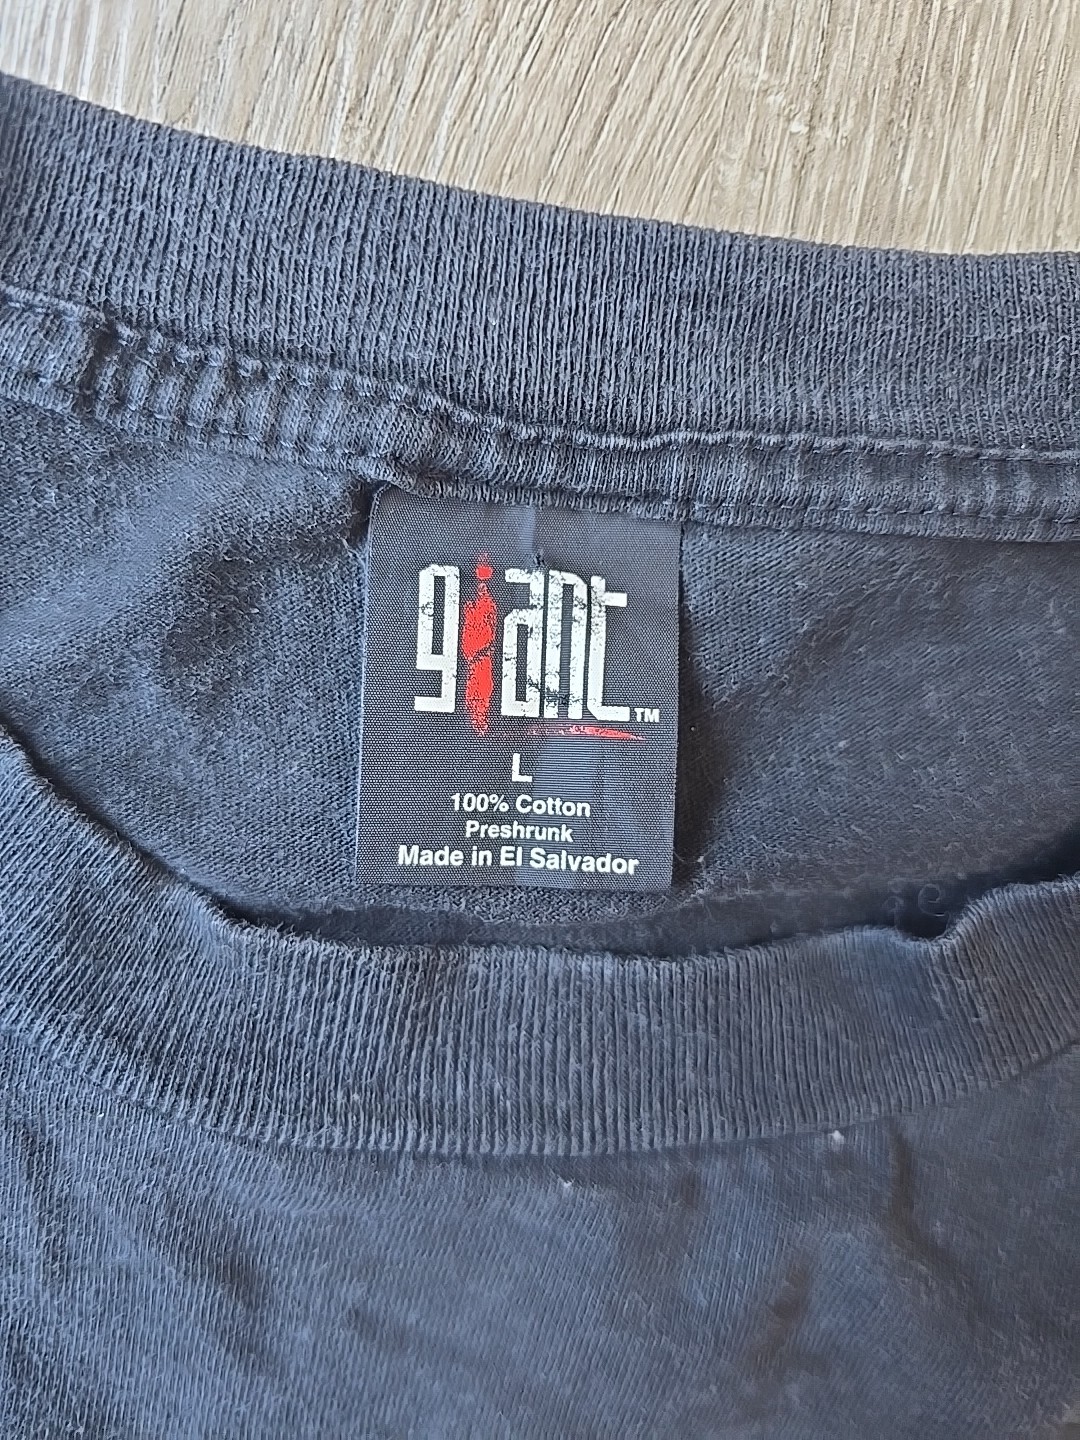 giant™
L
100% Cotton
Preshrunk
Made in El Salvador